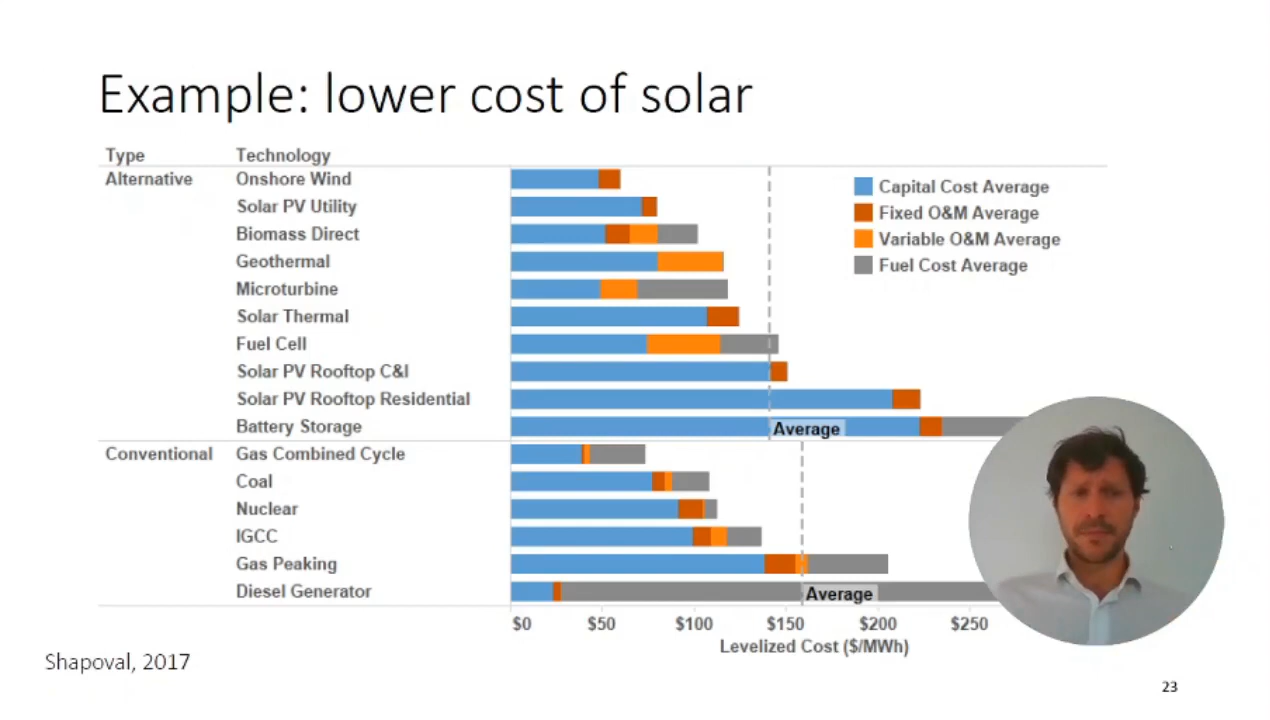 Example: lower cost of solar
Type Technology
Alternative Onshore Wind
Solar PV Utility
Biomass Direct
Geothermal
Microturbine
Solar Thermal
Fuel Cell
Solar PV Rooftop C&I
Solar PV Rooftop Residential
Battery Storage
Average
Capital Cost Average
Fixed O&M Average
Variable O&M Average
Fuel Cost Average
Conventional Gas Combined Cycle
Coal
Nuclear
IGCC
Gas Peaking
Diesel Generator
Average
$0 $50 $100 $150 $200 $250
Levelized Cost ($/MWh)
Shapoval, 2017
23